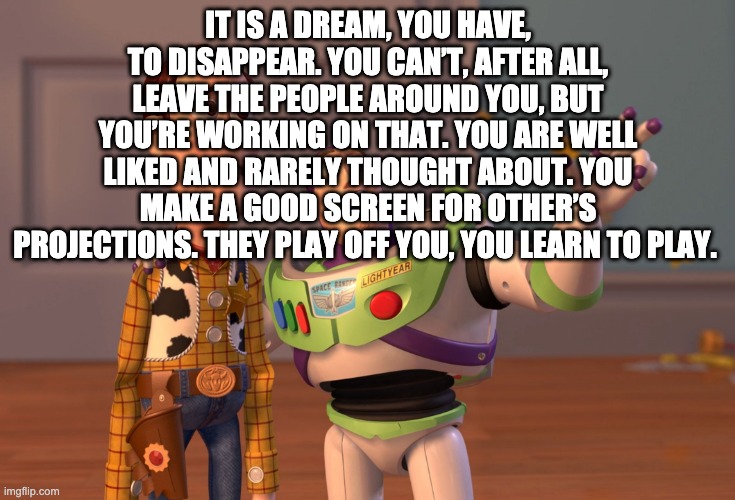 IT IS A DREAM, YOU HAVE,
TO DISAPPEAR. YOU CAN'T, AFTER ALL,
LEAVE THE PEOPLE AROUND YOU, BUT
YOU'RE WORKING ON THAT. YOU ARE WELL
LIKED AND RARELY THOUGHT ABOUT. YOU
MAKE A GOOD SCREEN FOR OTHER'S
PROJECTIONS. THEY PLAY OFF YOU, YOU LEARN TO PLAY.
SPACE RANGER
LIGHTYEAR
imgflip.com